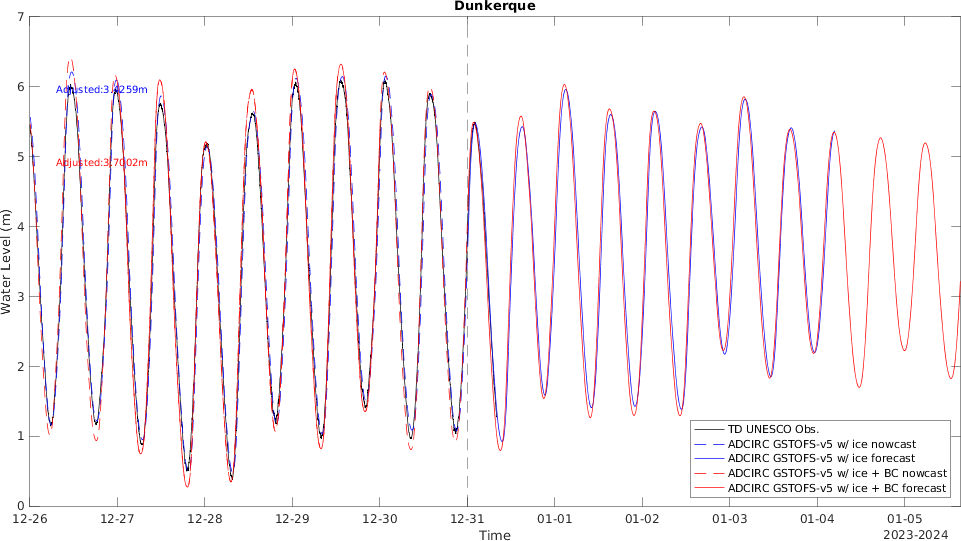 Dunkerque
7
6
5
4
3
2
1
0
Water Level (m)
Adjusted:3.
259m
Adjusted:3.7002m
TD UNESCO Obs.
ADCIRC GSTOFS-v5 w/ ice nowcast
ADCIRC GSTOFS-v5 w/ ice forecast
ADCIRC GSTOFS-v5 w/ ice + BC nowcast
ADCIRC GSTOFS-v5 w/ ice + BC forecast
12-26 12-27 12-28 12-29 12-30 12-31 01-01 01-02 01-03 01-04 01-05
Time
2023-2024